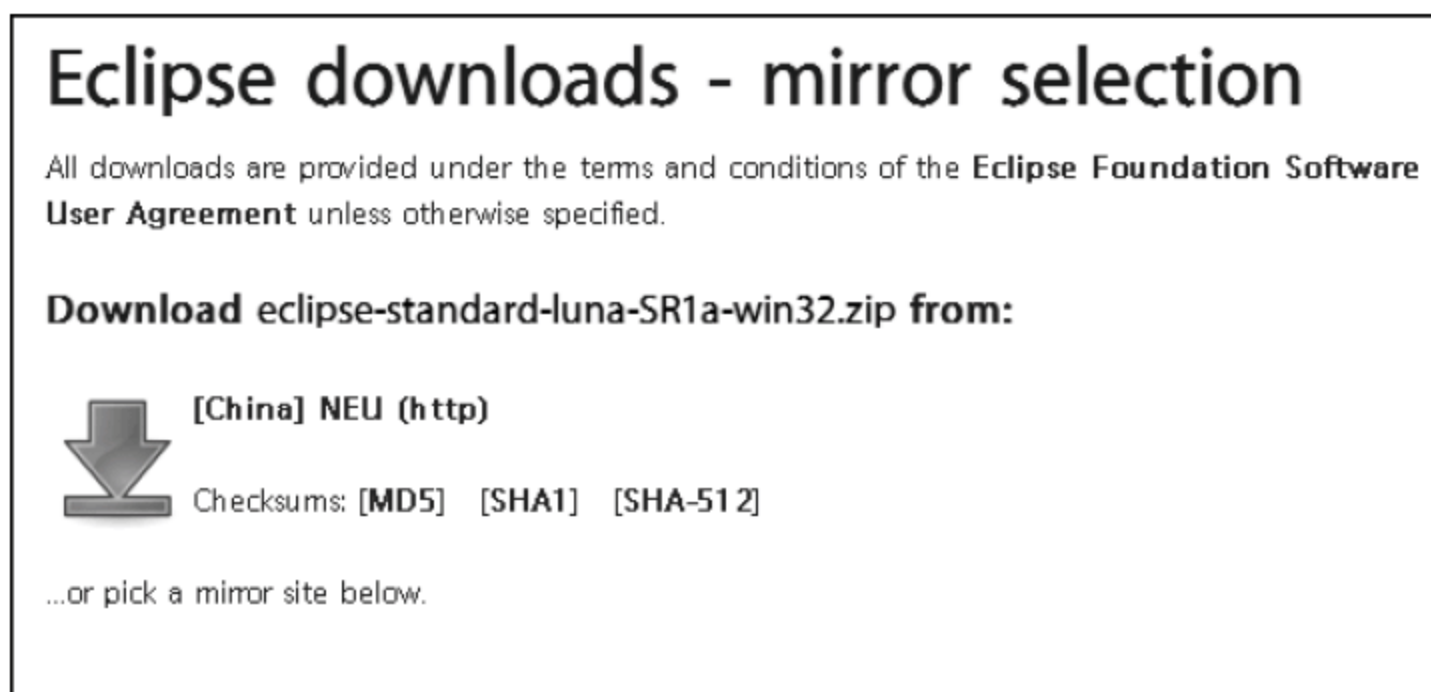 Eclipse downloads - mirror selection
All downloads are provided under the terms and conditions of the Eclipse Foundation Software
User Agreement unless otherwise specified.
Download eclipse-standard-luna-SR1a-win32.zip from:
[China] NEU (http)
Checksums: [MD5] [SHA1] [SHA-512]
...or pick a mirror site below.